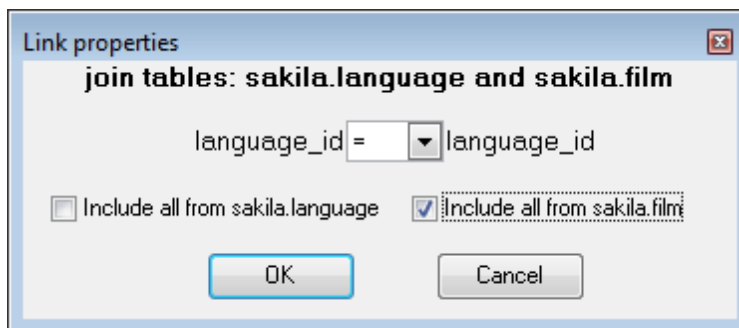 Link properties
join tables: sakila.language and sakila.film
language_id = language_id
Include all from sakila.language Include all from sakila.film
OK Cancel